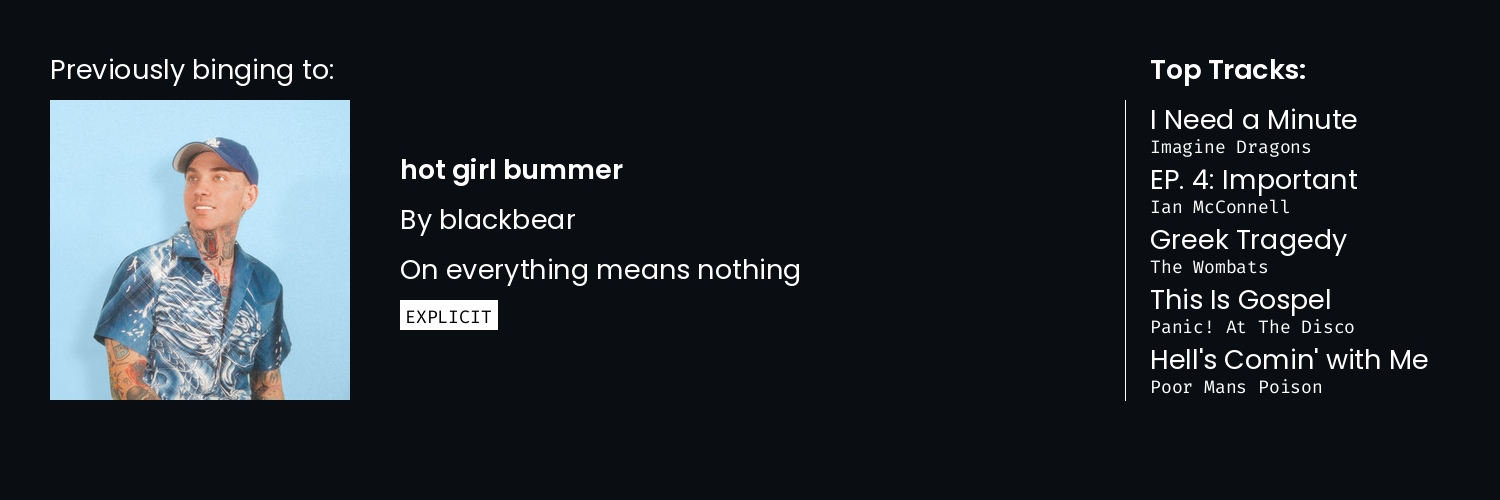 Previously binging to:
hot girl bummer
By blackbear
On everything means nothing
EXPLICIT
Top Tracks:
I Need a Minute
Imagine Dragons
EP. 4: Important
Ian McConnell
Greek Tragedy
The Wombats
This Is Gospel
Panic! At The Disco
Hell's Comin' with Me
Poor Mans Poison